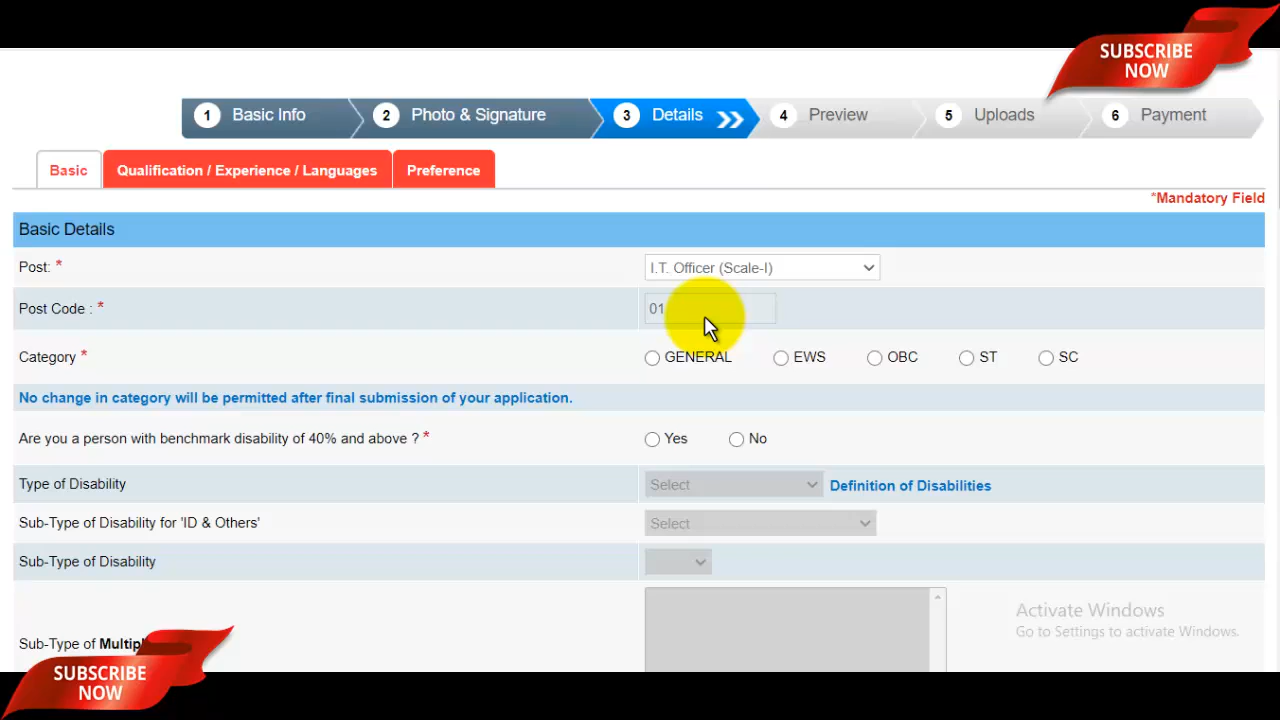 SUBSCRIBE
NOW
1 Basic Info 2 Photo & Signature 3 Details 4 Preview 5 Uploads 6 Payment
Basic Qualification / Experience / Languages Preference
*Mandatory Field
Basic Details
Post: * I.T. Officer (Scale-I)
Post Code : * 01
Category * GENERAL EWS OBC ST SC
No change in category will be permitted after final submission of your application.
Are you a person with benchmark disability of 40% and above ? * Yes No
Type of Disability Select Definition of Disabilities
Sub-Type of Disability for 'ID & Others' Select
Sub-Type of Disability
Activate Windows
Go to Settings to activate Windows.
Sub-Type of
SUBSCRIBE
NOW